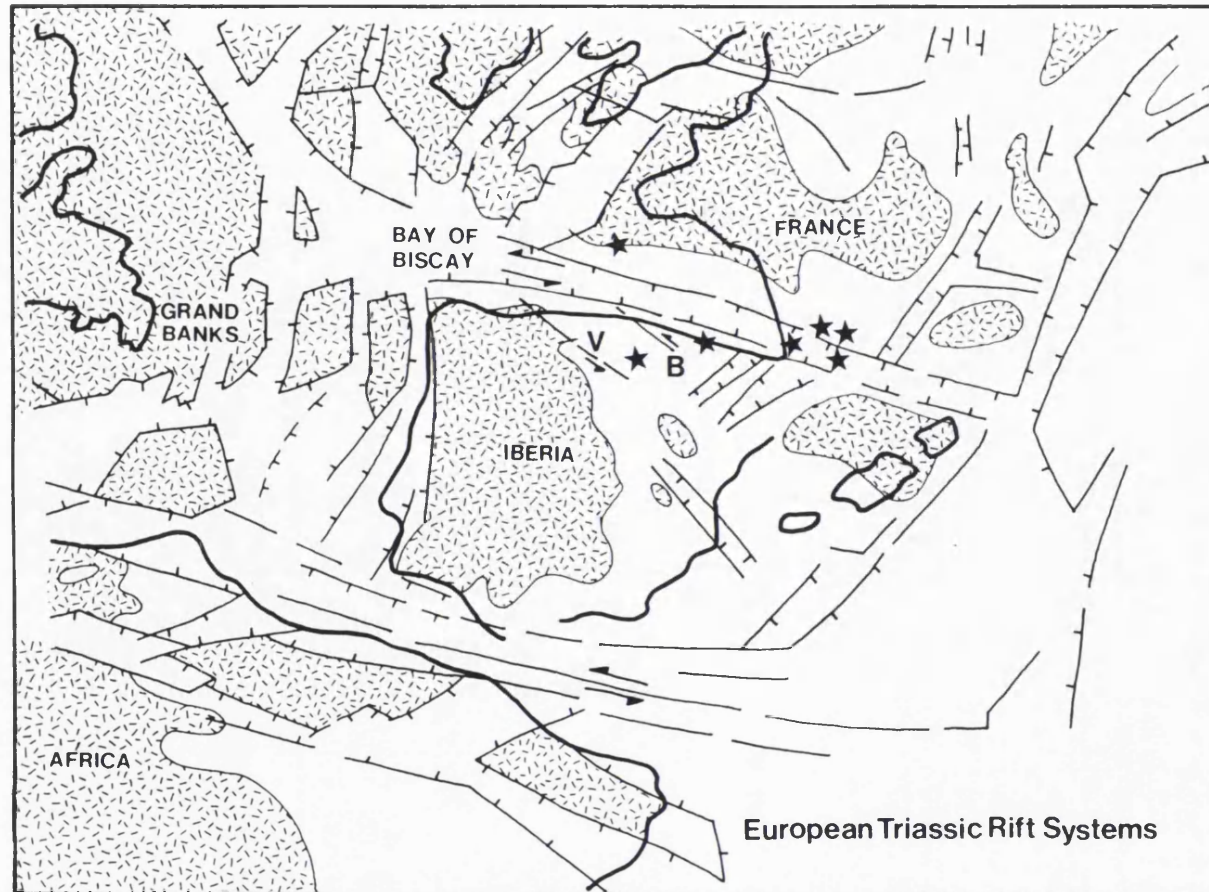 BAY OF
BISCAY
FRANCE
GRAND
BANKS
V
B
IBERIA
AFRICA
European Triassic Rift Systems